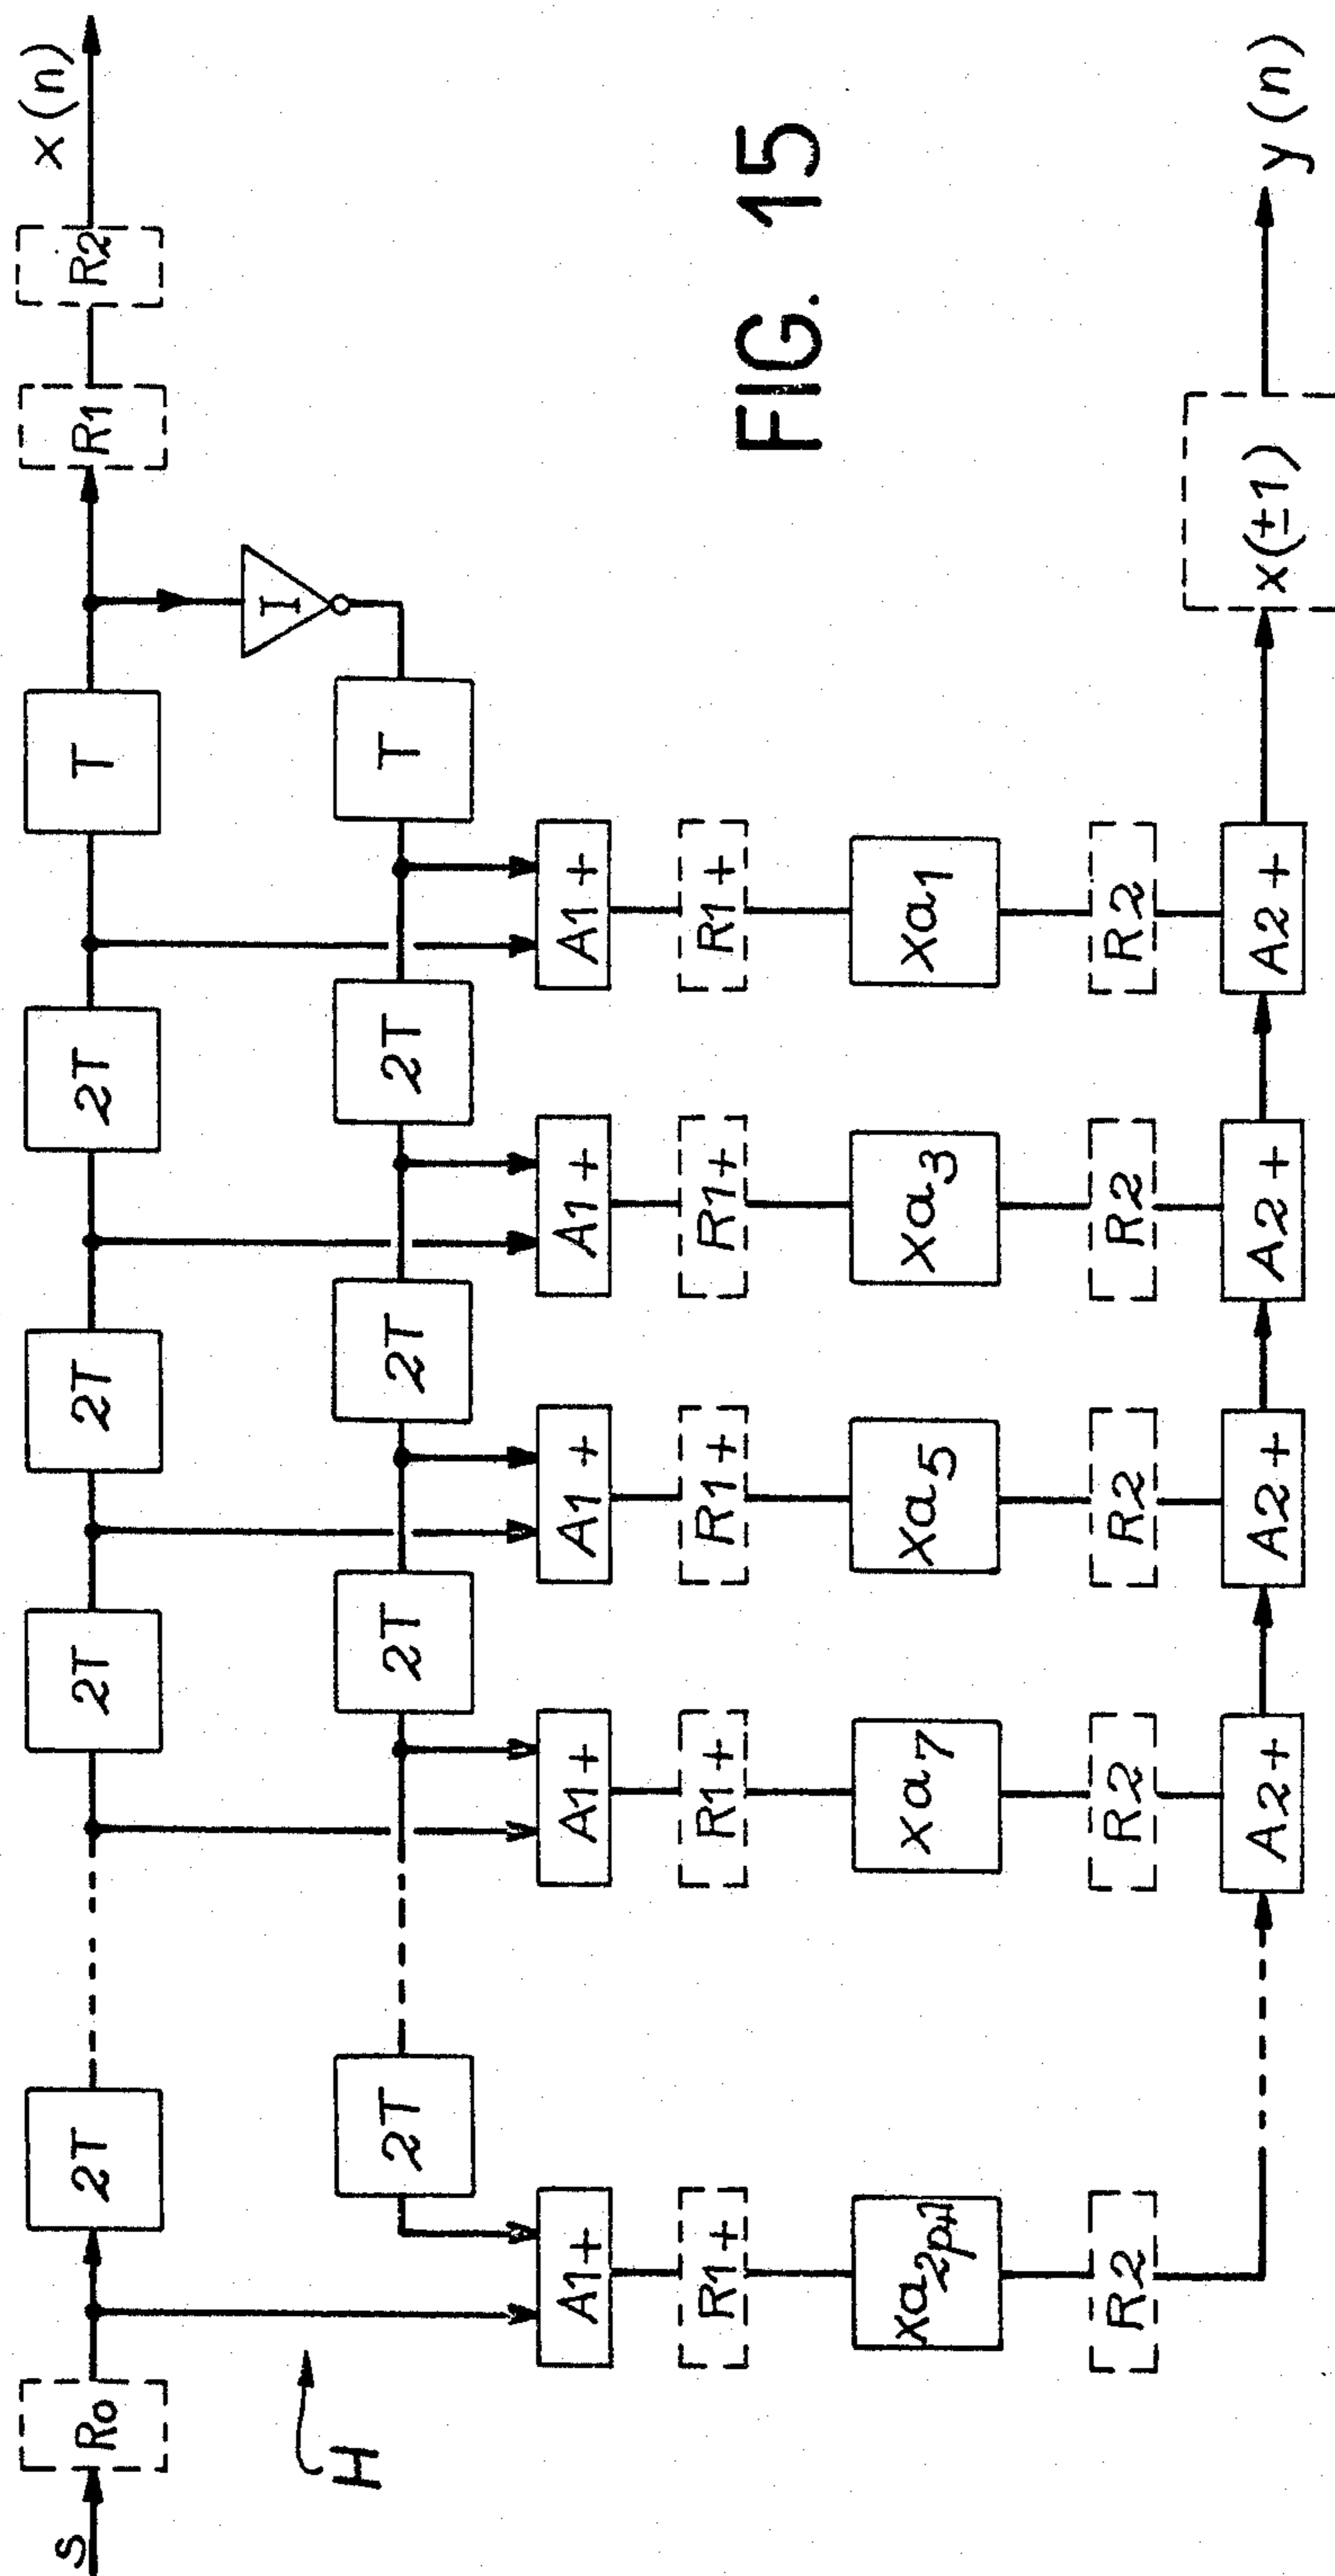 S
Ro
2T
2T
2T
2T
T
R1
R2
x(n)
H
I
2T
2T
2T
2T
T
A1+
A1+
A1+
A1+
A1+
R1+
R1+
R1+
R1+
R1+
xa2p+1
xa7
xa5
xa3
xa1
R2
R2
R2
R2
R2
A2+
A2+
A2+
A2+
x(±1)
y(n)
FIG. 15